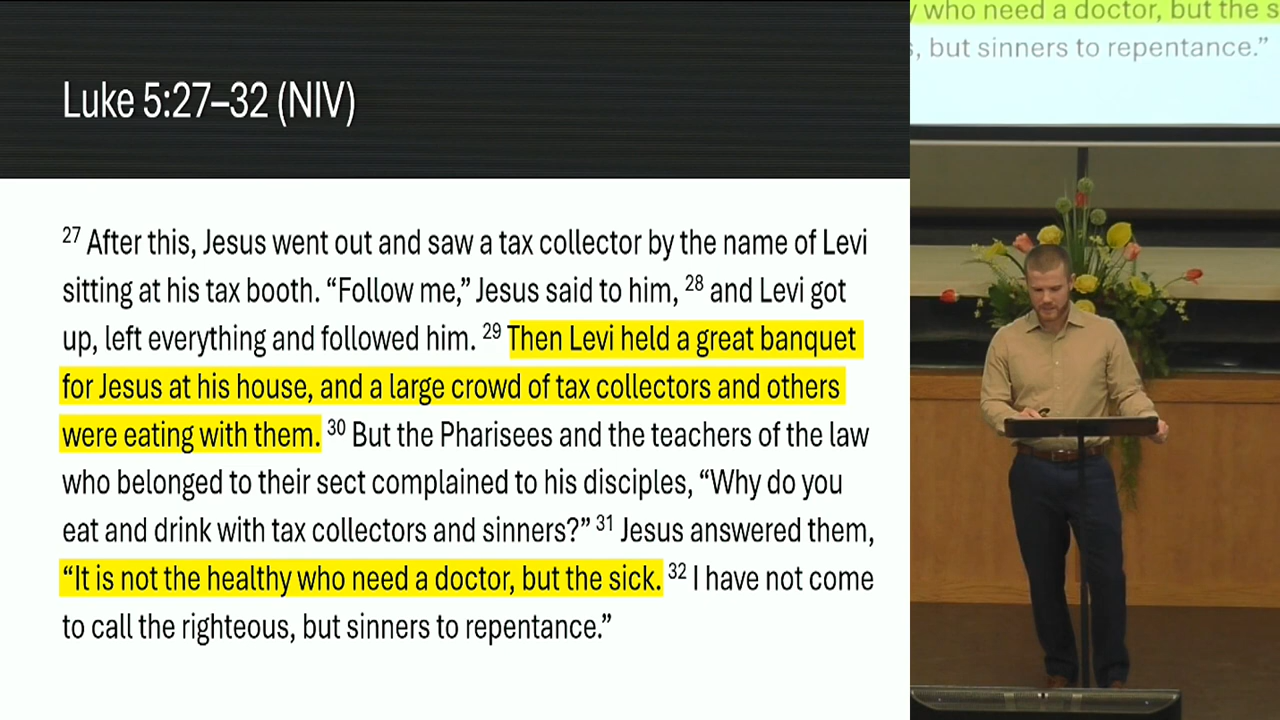 Luke 5:27–32 (NIV)
27 After this, Jesus went out and saw a tax collector by the name of Levi
sitting at his tax booth. “Follow me,” Jesus said to him, 28 and Levi got
up, left everything and followed him. 29 Then Levi held a great banquet
for Jesus at his house, and a large crowd of tax collectors and others
were eating with them. 30 But the Pharisees and the teachers of the law
who belonged to their sect complained to his disciples, “Why do you
eat and drink with tax collectors and sinners?” 31 Jesus answered them,
“It is not the healthy who need a doctor, but the sick. 32 I have not come
to call the righteous, but sinners to repentance.”
who need a doctor, but the
, but sinners to repentance.”